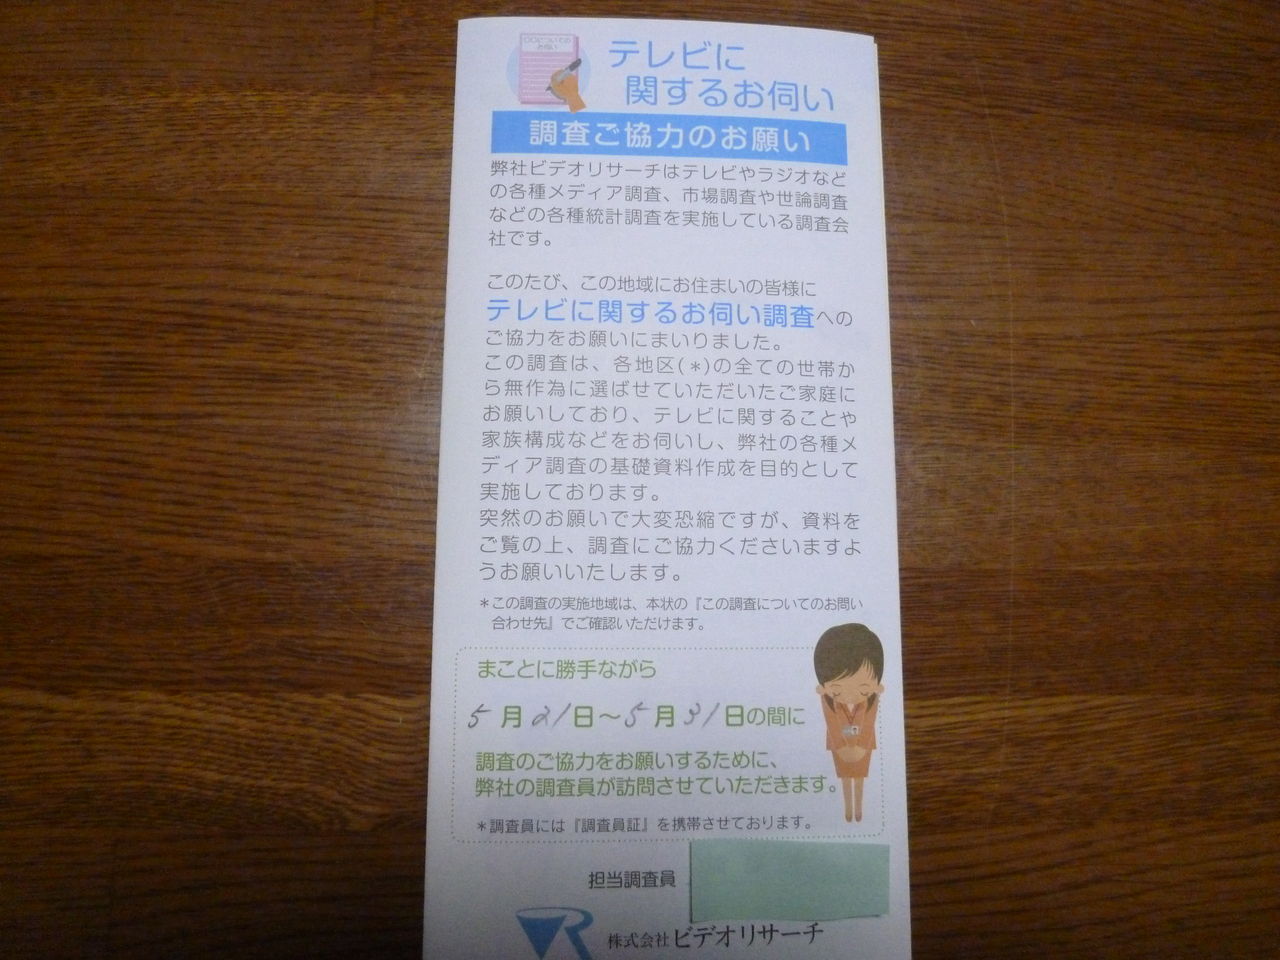 〇〇についての
お伺い
テレビに
関するお伺い
調査ご協力のお願い
弊社ビデオリサーチはテレビやラジオなど
の各種メディア調査、市場調査や世論調査
などの各種統計調査を実施している調査会
社です。
このたび、この地域にお住まいの皆様に
テレビに関するお伺い調査への
ご協力をお願いにまいりました。
この調査は、各地区(＊)の全ての世帯か
ら無作為に選ばせていただいたご家庭に
お願いしており、テレビに関することや
家族構成などをお伺いし、弊社の各種メ
ディア調査の基礎資料作成を目的として
実施しております。
突然のお願いで大変恐縮ですが、資料を
ご覧の上、調査にご協力くださいますよ
うお願いいたします。
＊この調査の実施地域は、本状の『この調査についてのお問い
合わせ先』でご確認いただけます。
まことに勝手ながら
5月21日～5月31日の間に
調査のご協力をお願いするために、
弊社の調査員が訪問させていただきます。
＊調査員には『調査員証』を携帯させております。
担当調査員
株式会社ビデオリサーチ